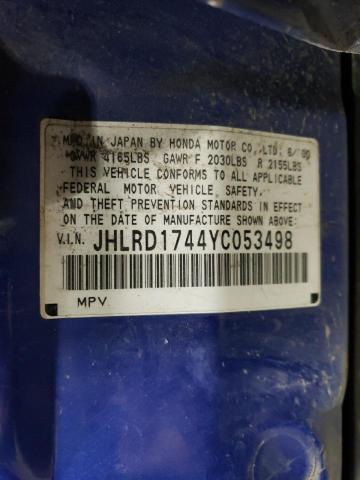 MFD IN JAPAN BY HONDA MOTOR CO., LTD. 6/00
GVWR 4165LBS GAWR F 2030LBS R 2155LBS
THIS VEHICLE CONFORMS TO ALL APPLICABLE
FEDERAL MOTOR VEHICLE SAFETY,
AND THEFT PREVENTION STANDARDS IN EFFECT
ON THE DATE OF MANUFACTURE SHOWN ABOVE:
V.I.N. JHLRD1744YC053498
MPV